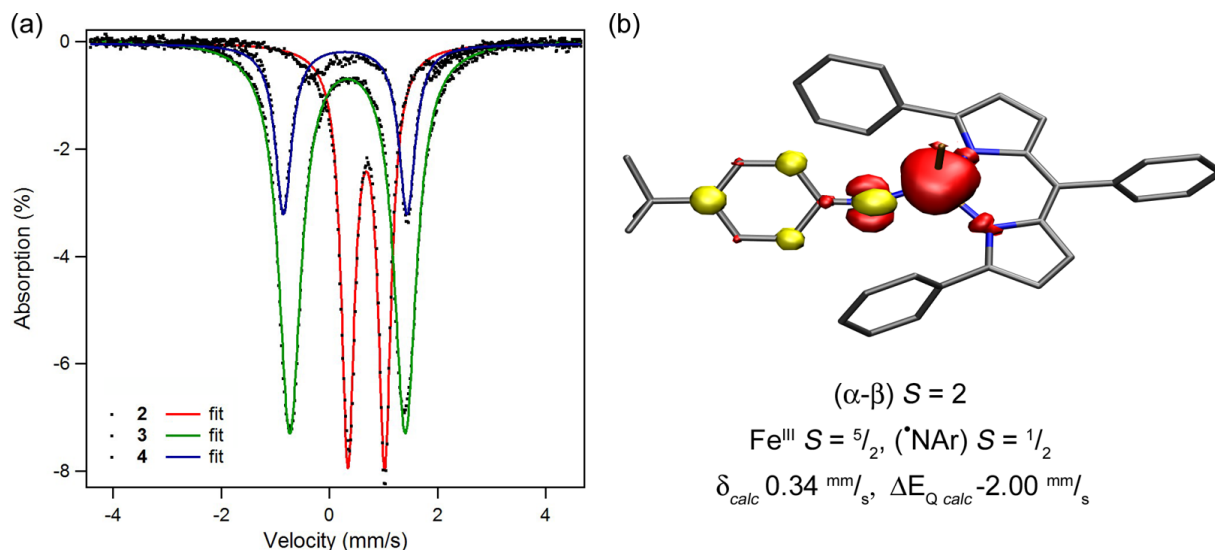 (a)
(b)
0
-2
-4
-6
-8
Absorption (%)
2 fit
3 fit
4 fit
-4 -2 0 2 4
Velocity (mm/s)
(α-β) S = 2
Fe^III S = 5/2, (•NAr) S = 1/2
δcalc 0.34 mm/s, ΔEQ calc -2.00 mm/s